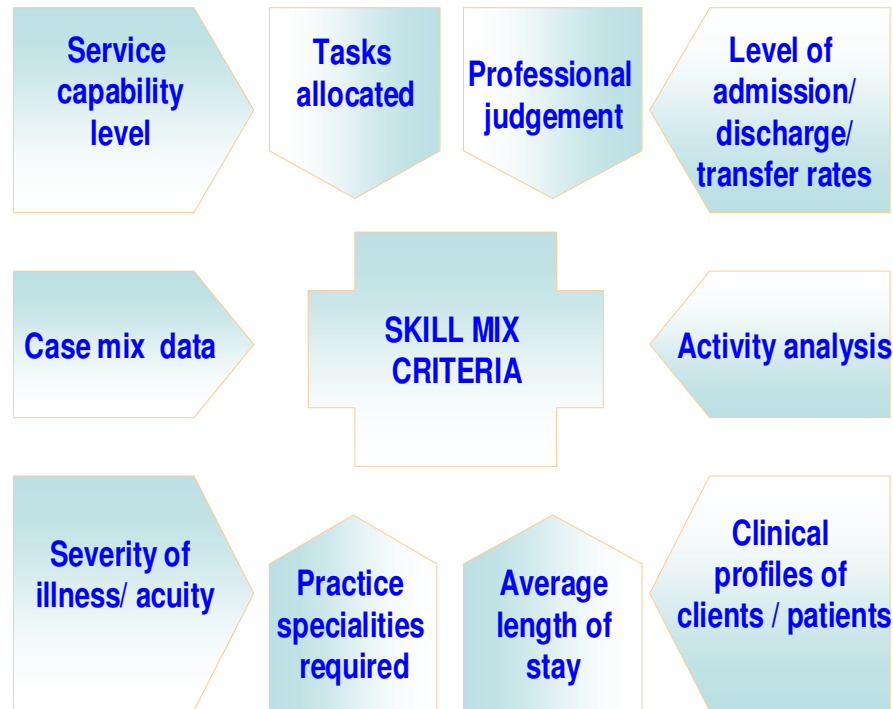 Service
capability
level
Tasks
allocated
Professional
judgement
Level of
admission/
discharge/
transfer rates
Case mix data
SKILL MIX
CRITERIA
Activity analysis
Severity of
illness/ acuity
Practice
specialities
required
Average
length of
stay
Clinical
profiles of
clients / patients